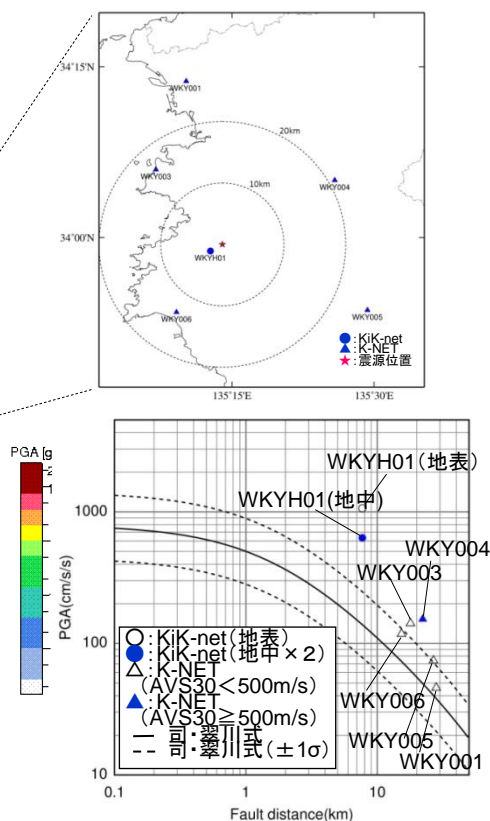 34°15'N
WKY001
20km
WKY003
WKY004
10km
34°00'N
WKYH01
WKY006
WKY005
●:KiK-net
▲:K-NET
★:震源位置
135°15'E
135°30'E
PGA [g
WKYH01(地表)
WKYH01(地中)
1000
WKY004
WKY003
PGA(cm/s/s)
100
○:KiK-net(地表)
●:KiK-net(地中×2)
△:K-NET
(AVS30<500m/s)
▲:K-NET
(AVS30≧500m/s)
― 司・翠川式
--- 司・翠川式(±1σ)
WKY006
WKY005
WKY001
10
0.1
1
10
Fault distance(km)